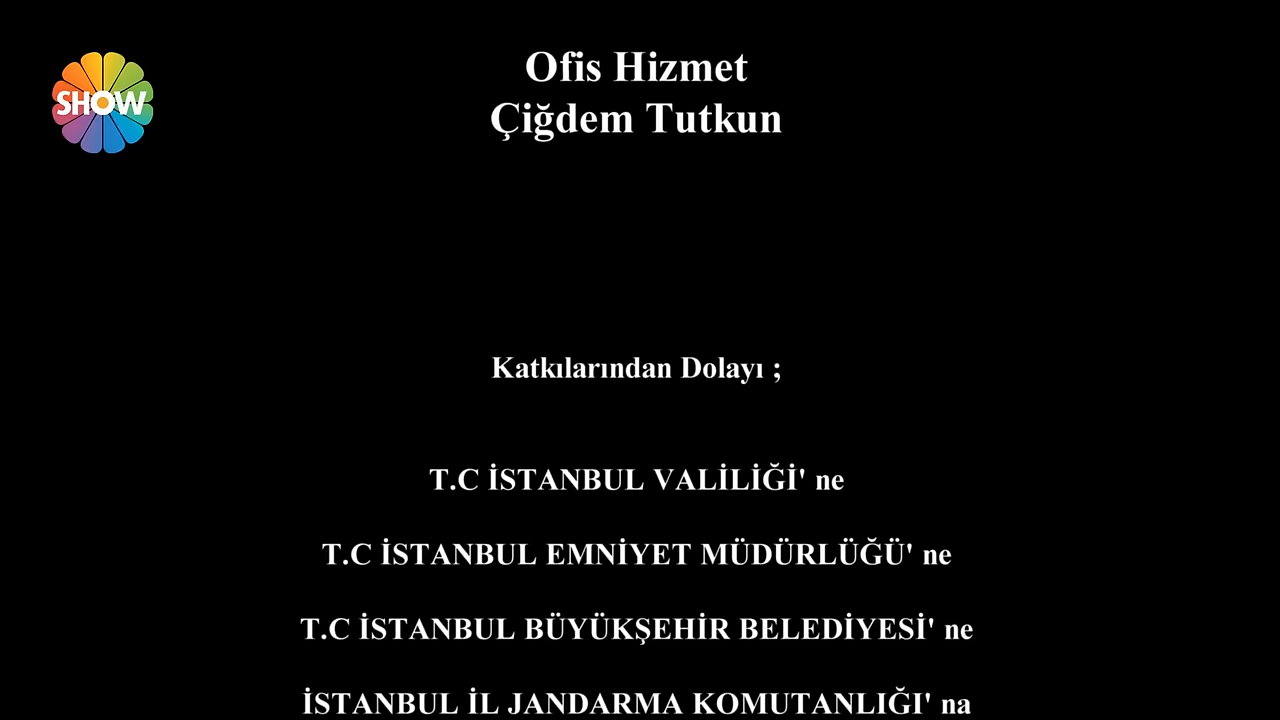 SHOW
Ofis Hizmet
Çiğdem Tutkun
Katkılarından Dolayı ;
T.C İSTANBUL VALİLİĞİ' ne
T.C İSTANBUL EMNİYET MÜDÜRLÜĞÜ' ne
T.C İSTANBUL BÜYÜKŞEHİR BELEDİYESİ' ne
İSTANBUL İL JANDARMA KOMUTANLIĞI' na